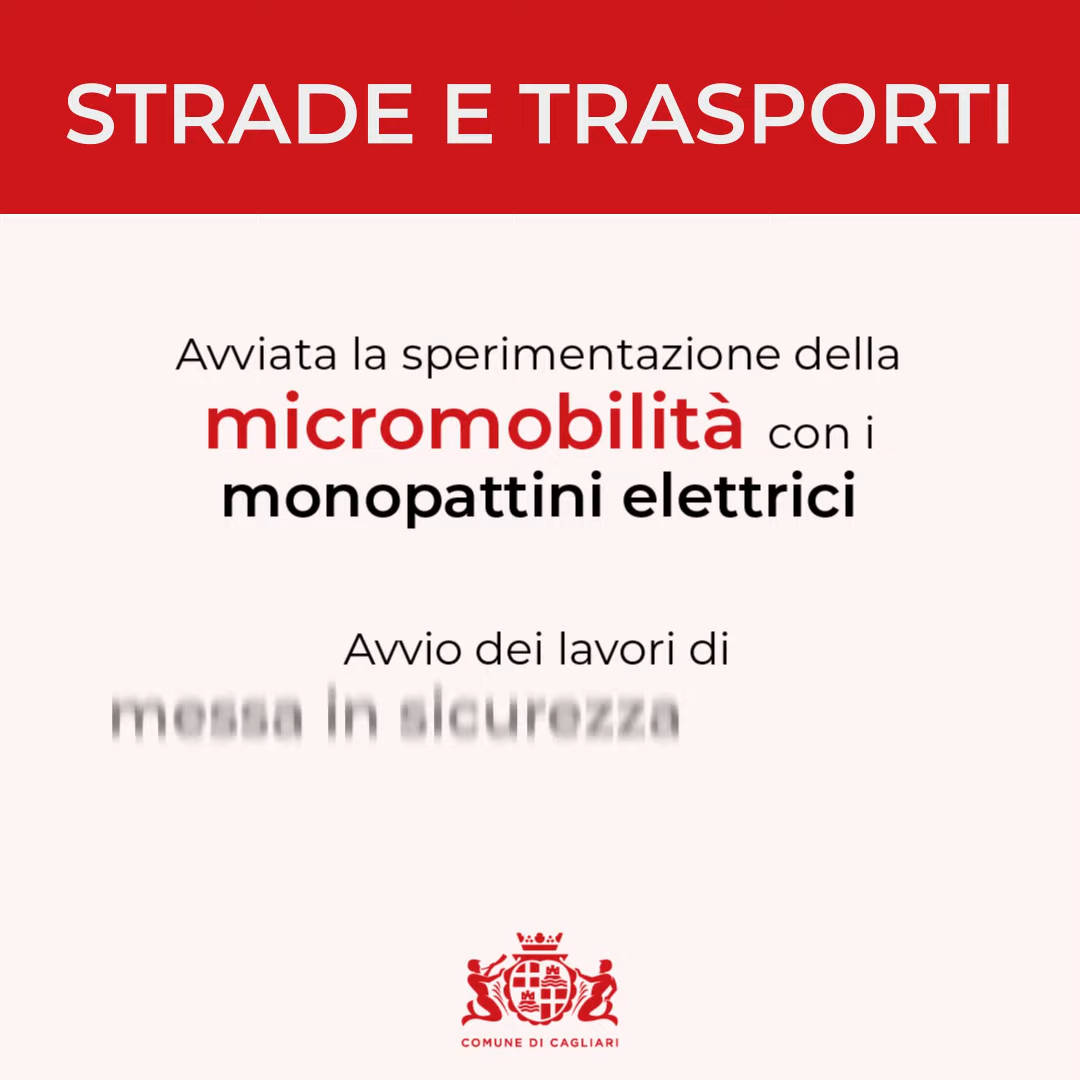 STRADE E TRASPORTI
Avviata la sperimentazione della
micromobilità con i
monopattini elettrici
Avvio dei lavori di
messa in sicurezza
COMUNE DI CAGLIARI